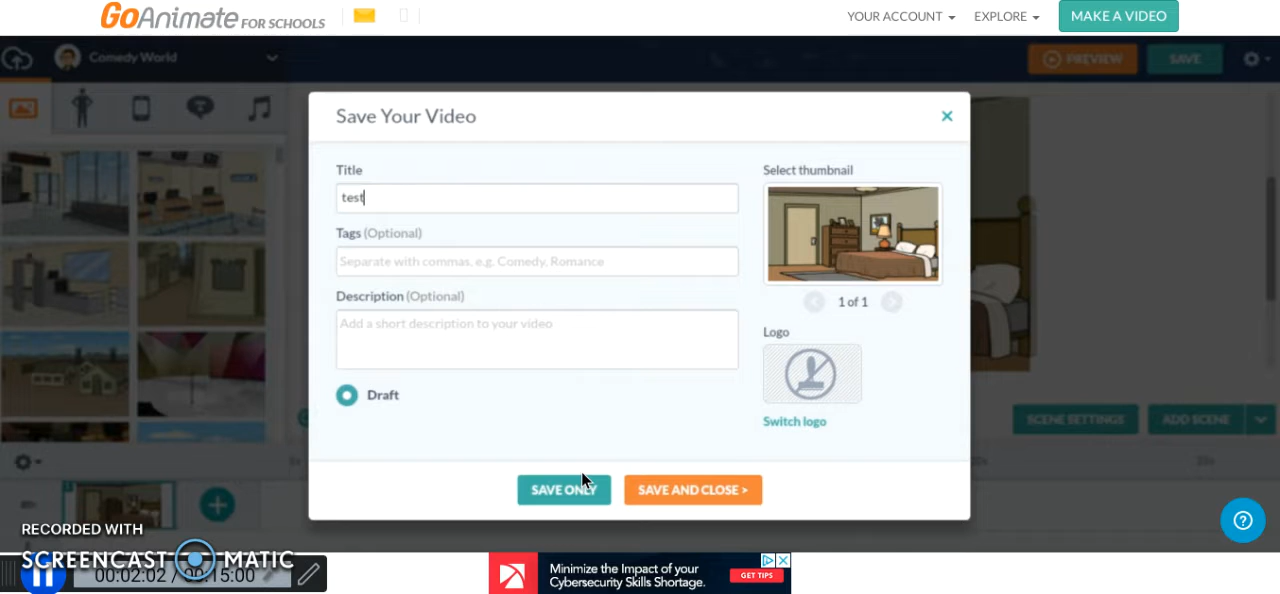 GoAnimate FOR SCHOOLS
YOUR ACCOUNT
EXPLORE
MAKE A VIDEO
Comedy World
PREVIEW
SAVE
Save Your Video
Title
test
Tags (Optional)
Separate with commas. e.g. Comedy, Romance
Description (Optional)
Add a short description to your video
Draft
Select thumbnail
1 of 1
Logo
Switch logo
SAVE ONLY
SAVE AND CLOSE >
SCENE SETTINGS
ADD SCENE
RECORDED WITH
SCREENCAST MATIC
00:02:02 / 00:15:00
Minimize the Impact of your
Cybersecurity Skills Shortage.
GET TIPS